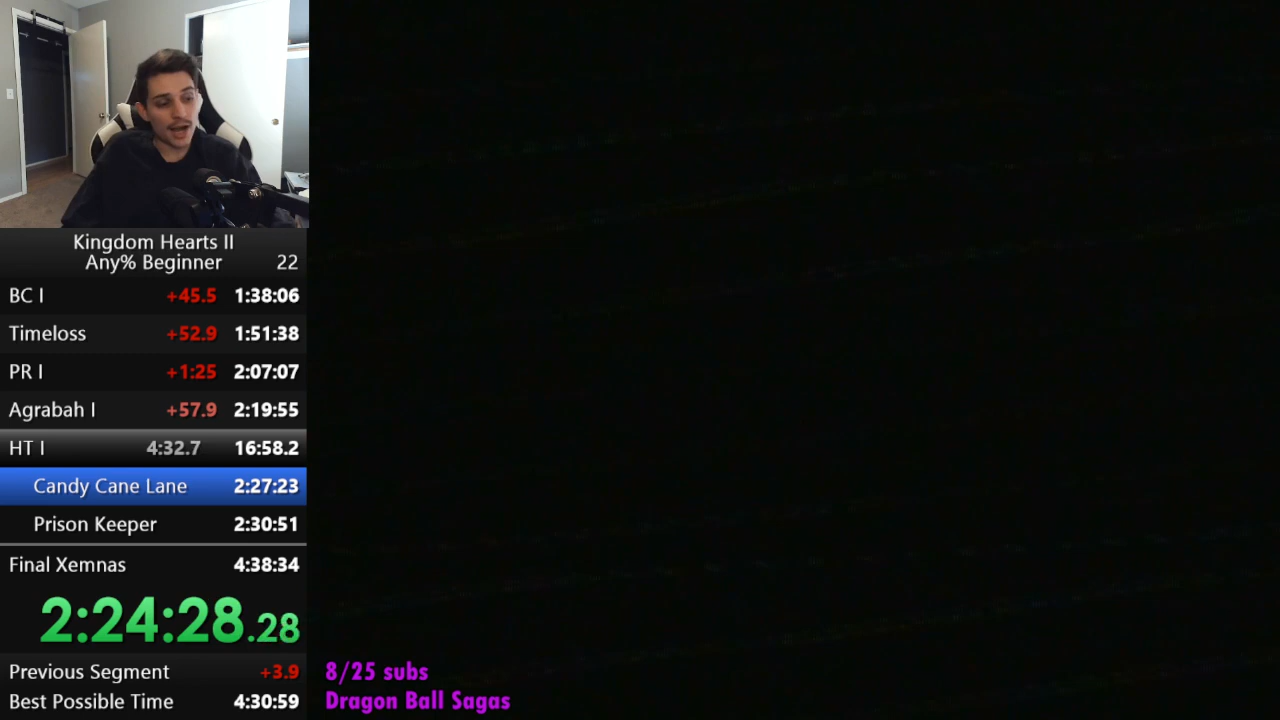 Kingdom Hearts II
Any% Beginner 22
BC I +45.5 1:38:06
Timeloss +52.9 1:51:38
PR I +1:25 2:07:07
Agrabah I +57.9 2:19:55
HT I 4:32.7 16:58.2
Candy Cane Lane 2:27:23
Prison Keeper 2:30:51
Final Xemnas 4:38:34
2:24:28.28
Previous Segment +3.9
Best Possible Time 4:30:59
8/25 subs
Dragon Ball Sagas